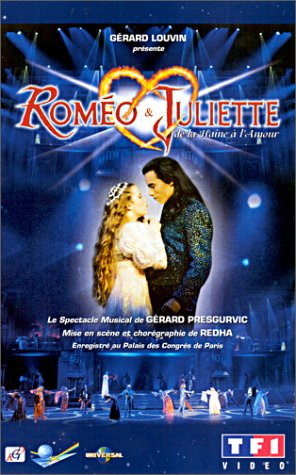 GÉRARD LOUVIN
présente
ROMÉO & JULIETTE
de la Haine à l'Amour
Le Spectacle Musical de GÉRARD PRESGURVIC
Mise en scène et chorégraphie de REDHA
Enregistré au Palais des Congrès de Paris
UNIVERSAL
TF1
VIDEO